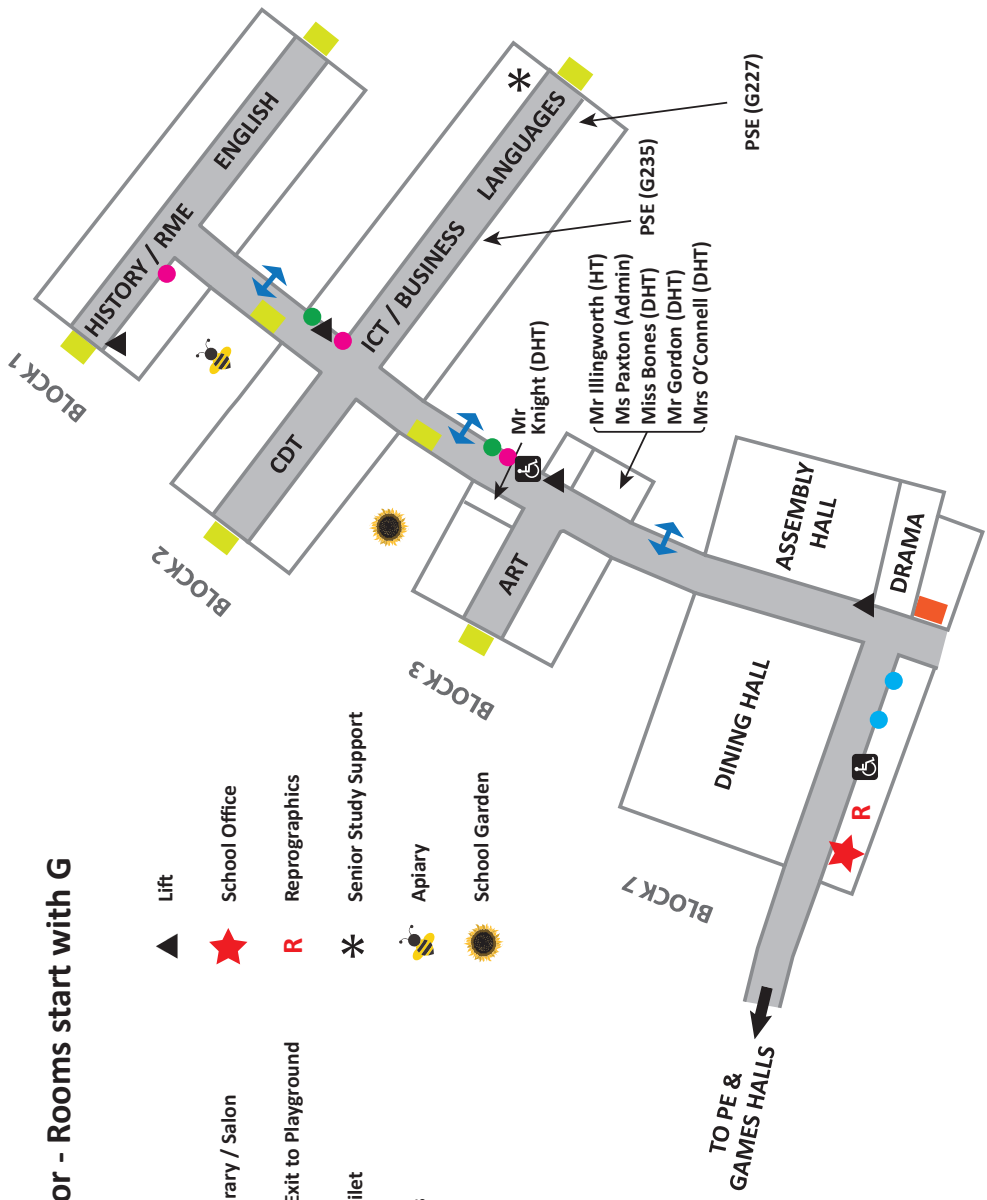 or - Rooms start with G
Lift
School Office
Reprographics
Senior Study Support
Apiary
School Garden
rary / Salon
Exit to Playground
ilet
BLOCK 1
HISTORY / RME
ENGLISH
BLOCK 2
CDT
ICT / BUSINESS
LANGUAGES
PSE (G227)
PSE (G235)
BLOCK 3
ART
Mr
Knight (DHT)
Mr Illingworth (HT)
Ms Paxton (Admin)
Miss Bones (DHT)
Mr Gordon (DHT)
Mrs O’Connell (DHT)
BLOCK 7
DINING HALL
ASSEMBLY
HALL
DRAMA
R
R
TO PE &
GAMES HALLS